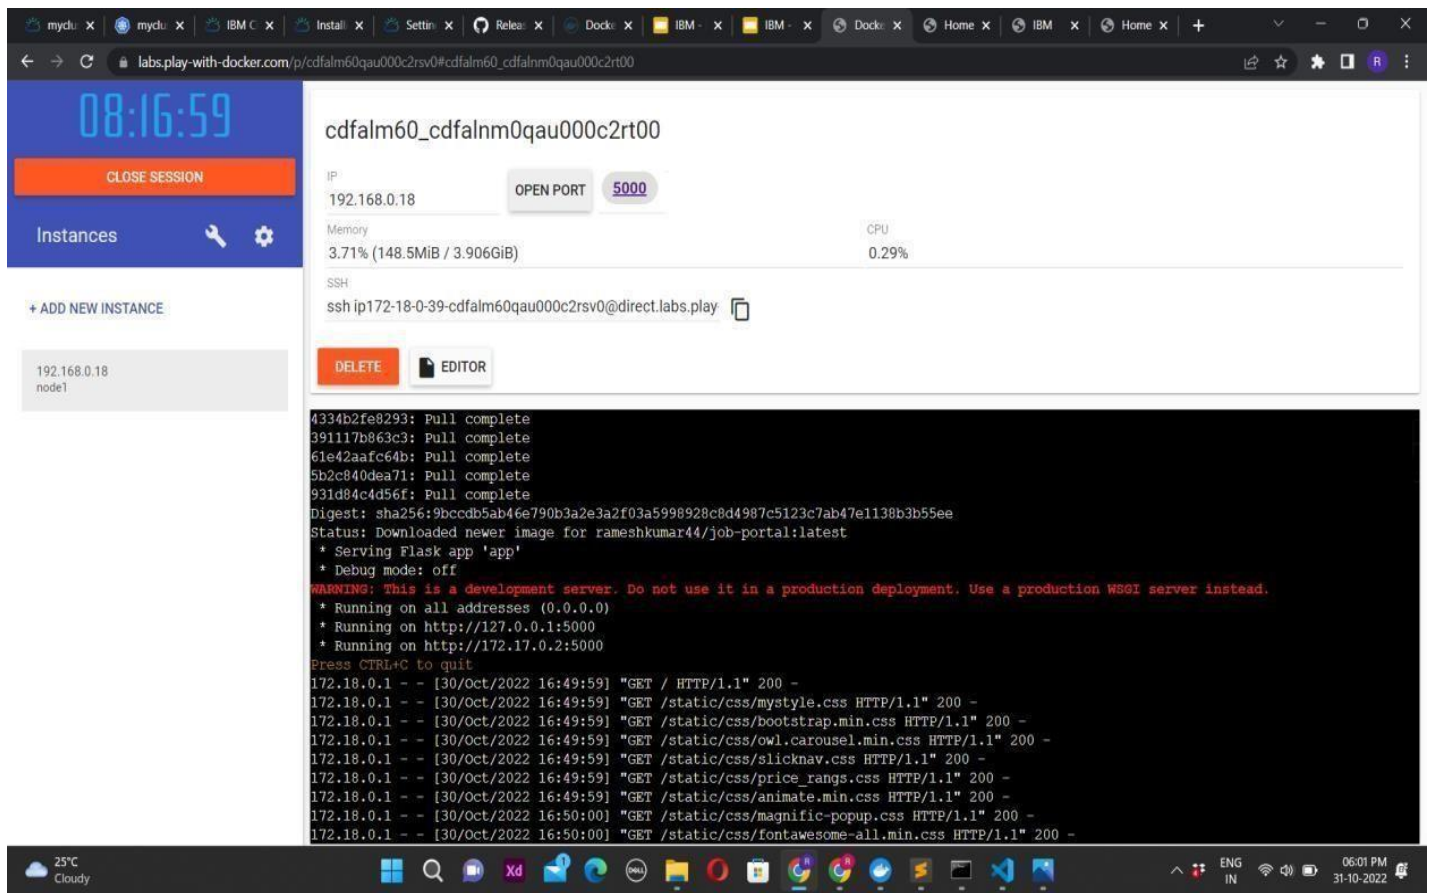 myclu
myclu
IBM C
Install
Settin
Releas
Docke
IBM -
IBM -
Docke
Home
IBM
Home
labs.play-with-docker.com/p/cdfalm60qau000c2rsv0#cdfalm60_cdfalnm0qau000c2rt00
R
08:16:59
CLOSE SESSION
Instances
+ ADD NEW INSTANCE
192.168.0.18
node1
cdfalm60_cdfalnm0qau000c2rt00
IP
192.168.0.18
OPEN PORT
5000
Memory
3.71% (148.5MiB / 3.906GiB)
CPU
0.29%
SSH
ssh ip172-18-0-39-cdfalm60qau000c2rsv0@direct.labs.play
DELETE
EDITOR
4334b2fe8293: Pull complete
391117b863c3: Pull complete
61e42aafc64b: Pull complete
5b2c840dea71: Pull complete
931d84c4d56f: Pull complete
Digest: sha256:9bccdb5ab46e790b3a2e3a2f03a5998928c8d4987c5123c7ab47e1138b3b55ee
Status: Downloaded newer image for rameshkumar44/job-portal:latest
* Serving Flask app 'app'
* Debug mode: off
WARNING: This is a development server. Do not use it in a production deployment. Use a production WSGI server instead.
* Running on all addresses (0.0.0.0)
* Running on http://127.0.0.1:5000
* Running on http://172.17.0.2:5000
Press CTRL+C to quit
172.18.0.1 - - [30/Oct/2022 16:49:59] "GET / HTTP/1.1" 200 -
172.18.0.1 - - [30/Oct/2022 16:49:59] "GET /static/css/mystyle.css HTTP/1.1" 200 -
172.18.0.1 - - [30/Oct/2022 16:49:59] "GET /static/css/bootstrap.min.css HTTP/1.1" 200 -
172.18.0.1 - - [30/Oct/2022 16:49:59] "GET /static/css/owl.carousel.min.css HTTP/1.1" 200 -
172.18.0.1 - - [30/Oct/2022 16:49:59] "GET /static/css/slicknav.css HTTP/1.1" 200 -
172.18.0.1 - - [30/Oct/2022 16:49:59] "GET /static/css/price_rangs.css HTTP/1.1" 200 -
172.18.0.1 - - [30/Oct/2022 16:49:59] "GET /static/css/animate.min.css HTTP/1.1" 200 -
172.18.0.1 - - [30/Oct/2022 16:50:00] "GET /static/css/magnific-popup.css HTTP/1.1" 200 -
172.18.0.1 - - [30/Oct/2022 16:50:00] "GET /static/css/fontawesome-all.min.css HTTP/1.1" 200 -
25°C
Cloudy
Xd
DELL
ENG
IN
06:01 PM
31-10-2022